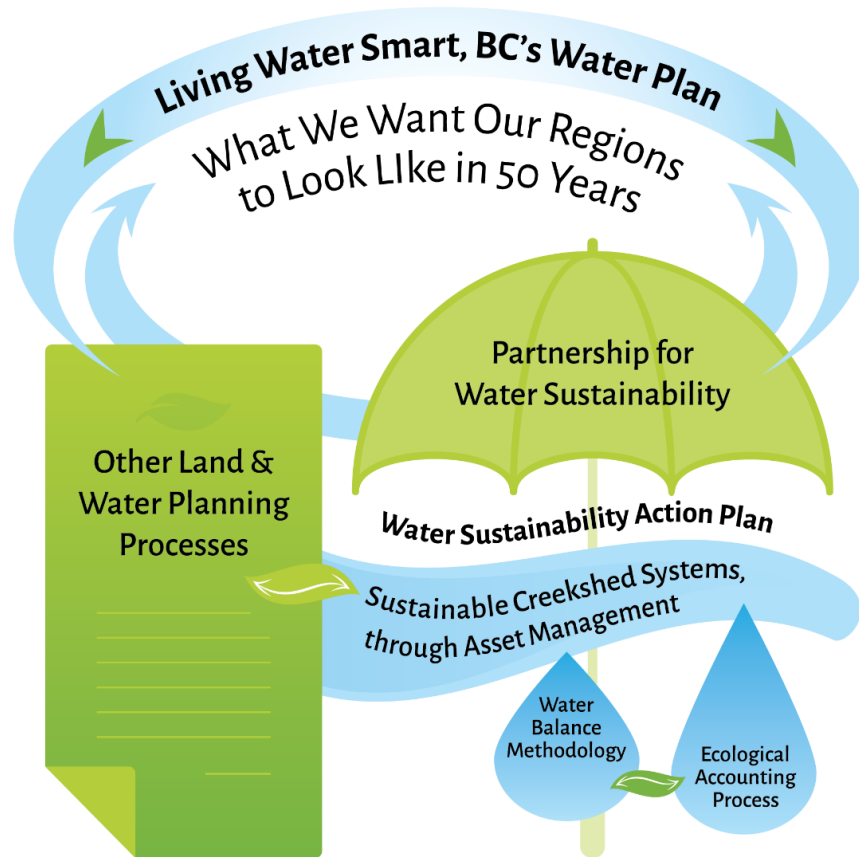 Living Water Smart, BC's Water Plan
What We Want Our Regions
to Look LIke in 50 Years
Partnership for
Water Sustainability
Other Land &
Water Planning
Processes
Water Sustainability Action Plan
Sustainable Creekshed Systems,
through Asset Management
Water
Balance
Methodology
Ecological
Accounting
Process